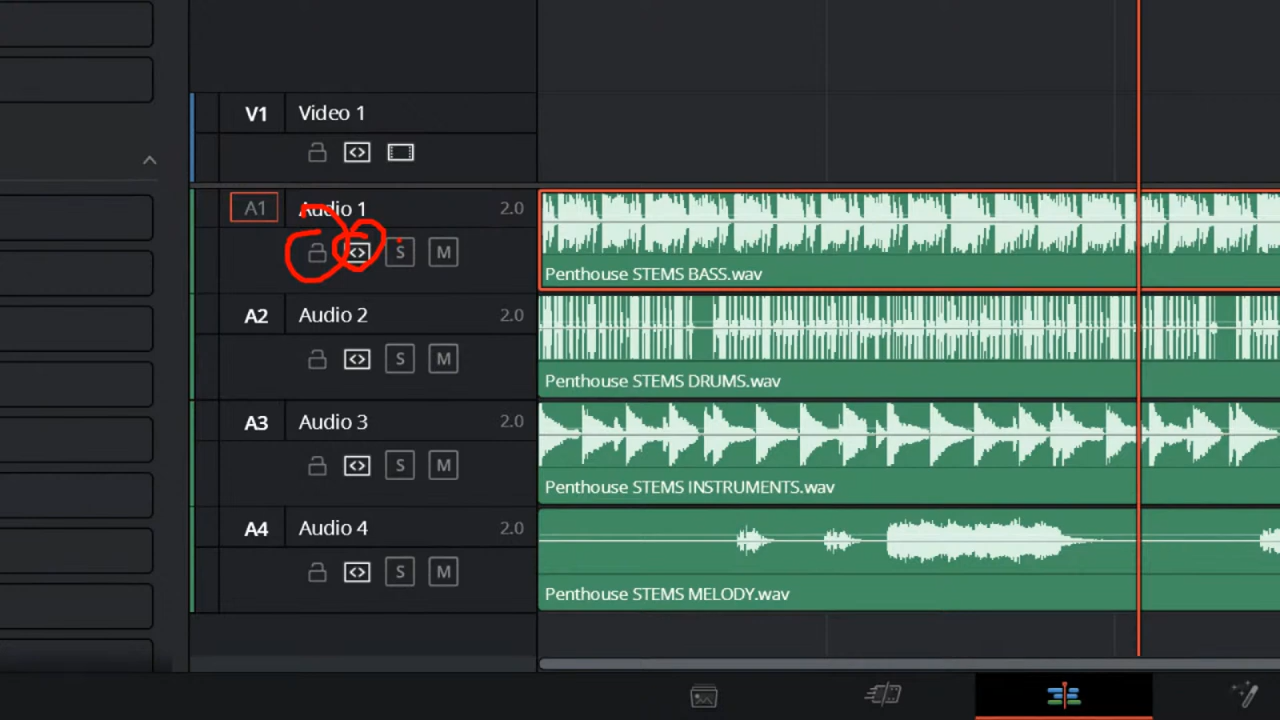 V1 Video 1
A1 Audio 1 2.0
S M
Penthouse STEMS BASS.wav
A2 Audio 2 2.0
S M
Penthouse STEMS DRUMS.wav
A3 Audio 3 2.0
S M
Penthouse STEMS INSTRUMENTS.wav
A4 Audio 4 2.0
S M
Penthouse STEMS MELODY.wav